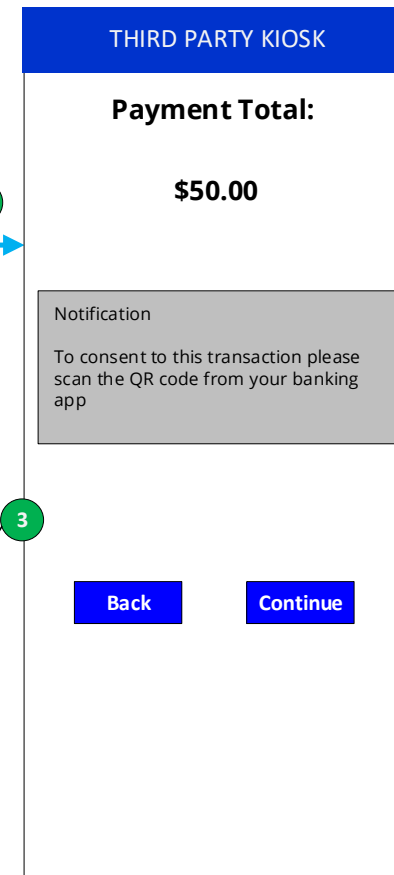 THIRD PARTY KIOSK
Payment Total:
$50.00
Notification
To consent to this transaction please
scan the QR code from your banking
app
3
Back
Continue